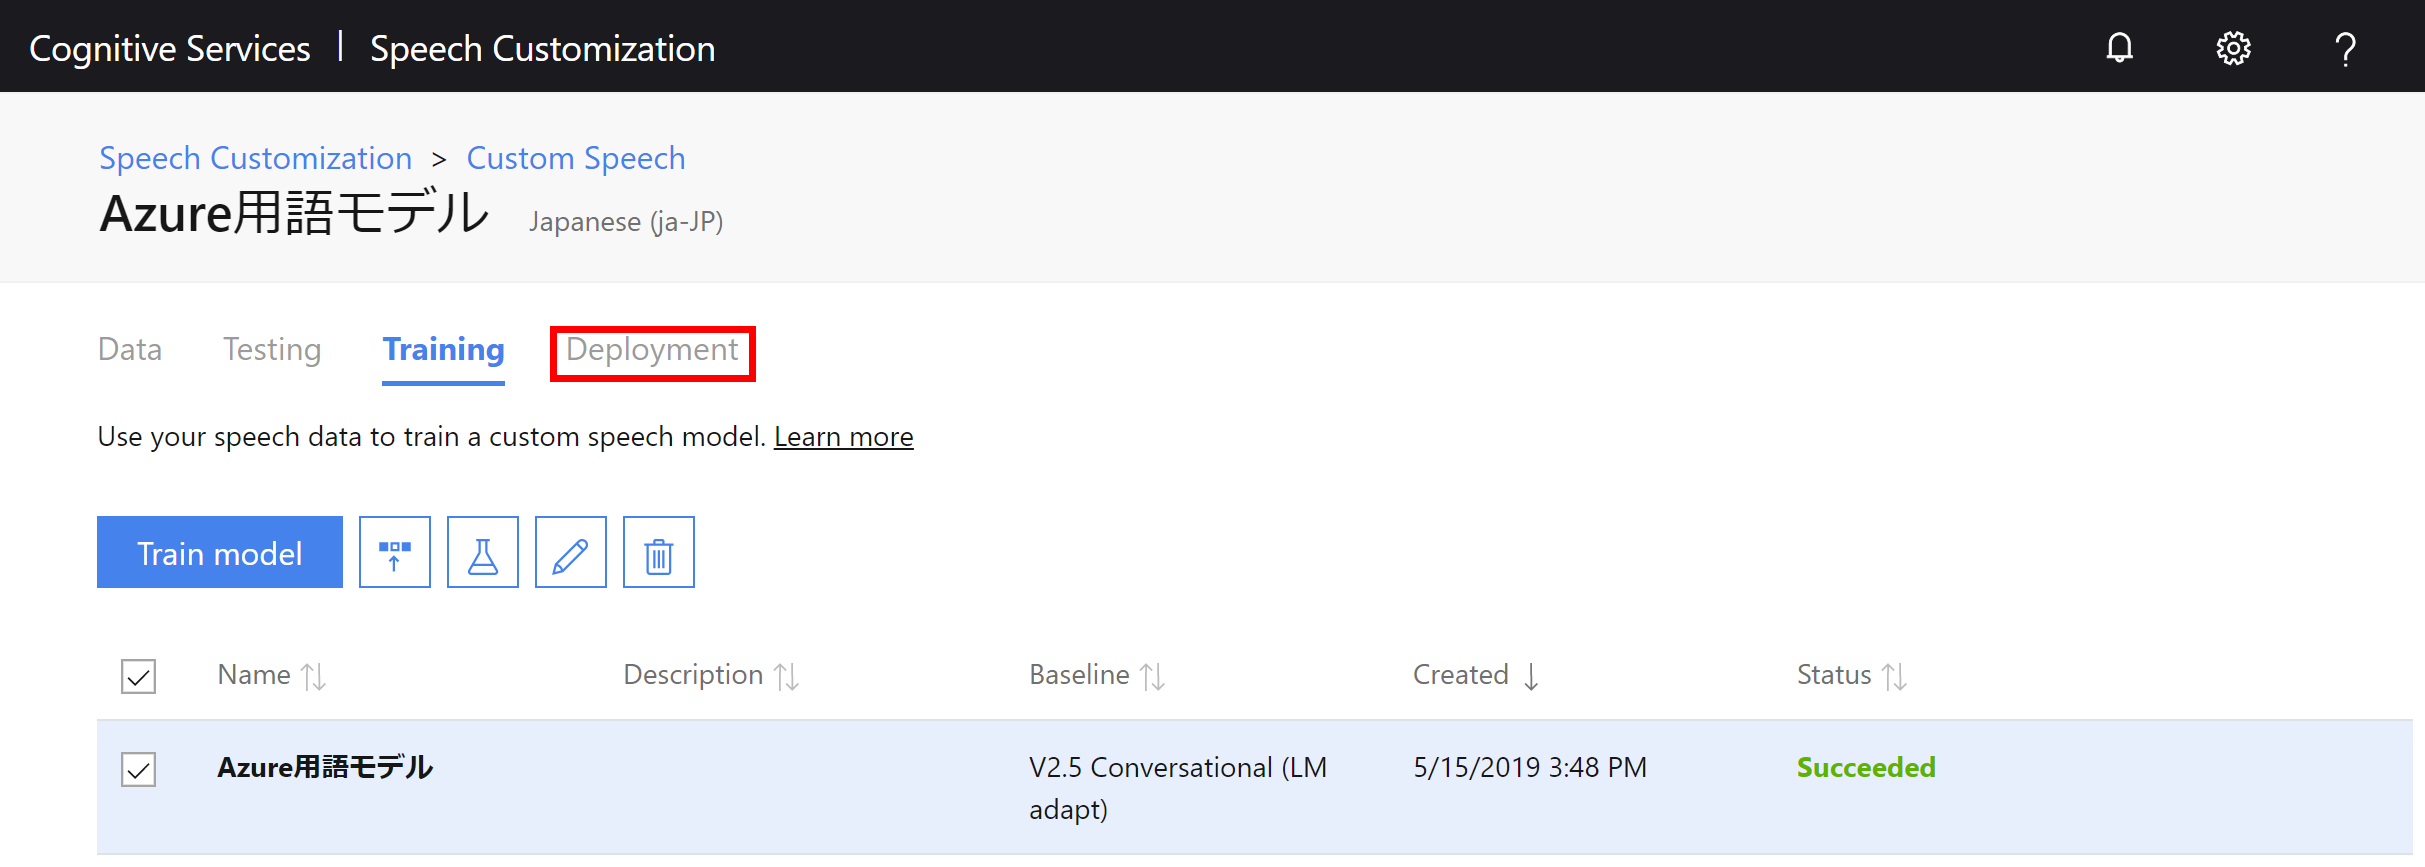 Cognitive Services | Speech Customization
Speech Customization > Custom Speech
Azure用語モデル Japanese (ja-JP)
Data Testing Training Deployment
Use your speech data to train a custom speech model. Learn more
Train model
Name Description Baseline Created Status
Azure用語モデル V2.5 Conversational (LM adapt) 5/15/2019 3:48 PM Succeeded